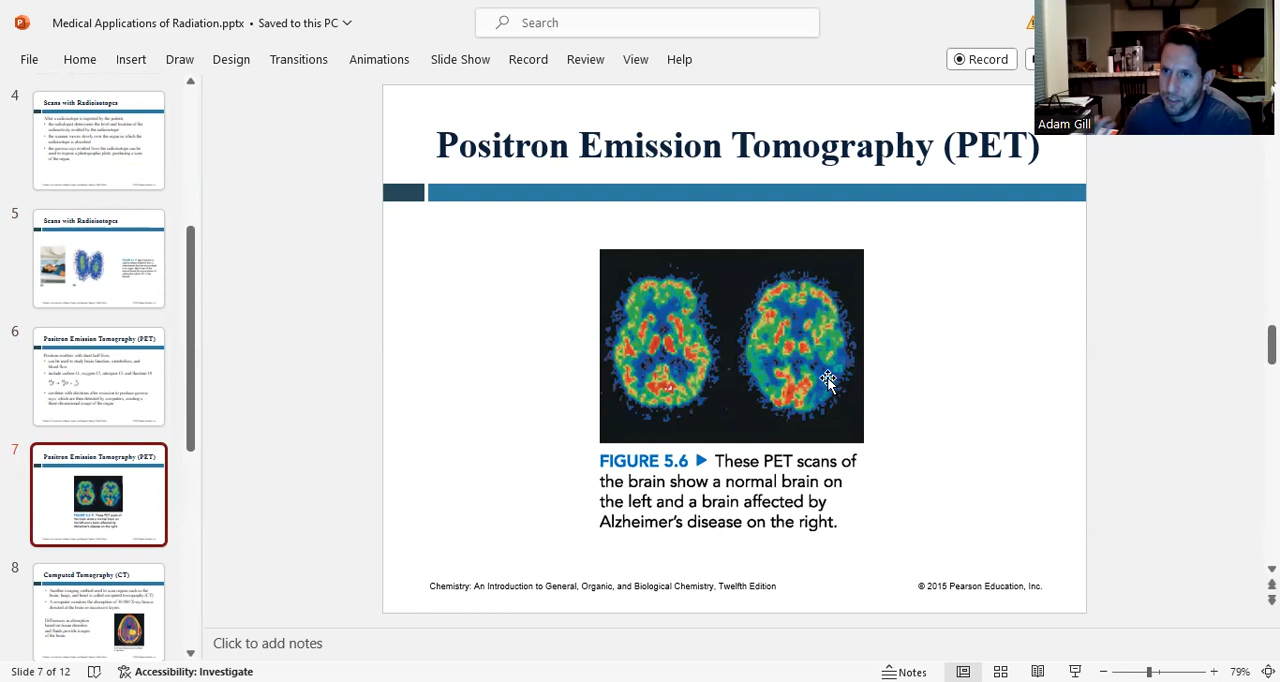 Medical Applications of Radiation.pptx • Saved to this PC
Search
File Home Insert Draw Design Transitions Animations Slide Show Record Review View Help
Record
Adam Gill
4
Scans with Radioisotopes
5
Scans with Radioisotopes
6
Positron Emission Tomography (PET)
7
Positron Emission Tomography (PET)
8
Computed Tomography (CT)
Positron Emission Tomography (PET)
FIGURE 5.6 ▶ These PET scans of
the brain show a normal brain on
the left and a brain affected by
Alzheimer's disease on the right.
Chemistry: An Introduction to General, Organic, and Biological Chemistry, Twelfth Edition
© 2015 Pearson Education, Inc.
Click to add notes
Slide 7 of 12
Accessibility: Investigate
Notes
79%